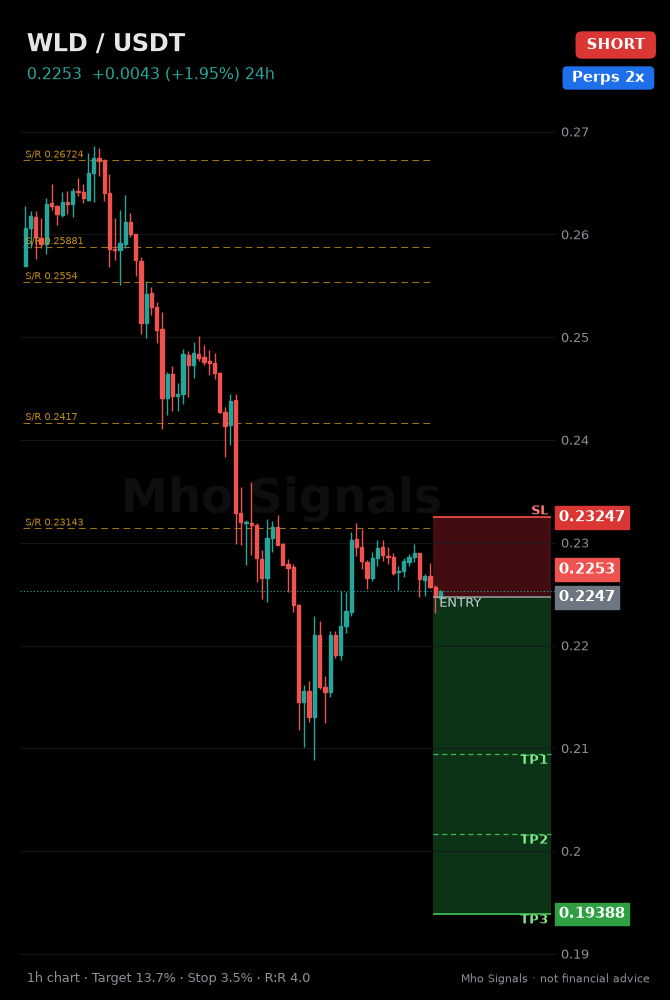 WLD / USDT
SHORT
0.2253 +0.0043 (+1.95%) 24h
Perps 2x
0.27
S/R 0.26724
0.26
S/R 0.25881
S/R 0.2554
0.25
0.24
S/R 0.2417
Mho Signals
S/R 0.23143
SL
0.23247
0.23
0.2253
0.2247
ENTRY
0.22
0.21
TP1
TP2
0.2
0.19388
TP3
0.19
1h chart · Target 13.7% · Stop 3.5% · R:R 4.0
Mho Signals · not financial advice